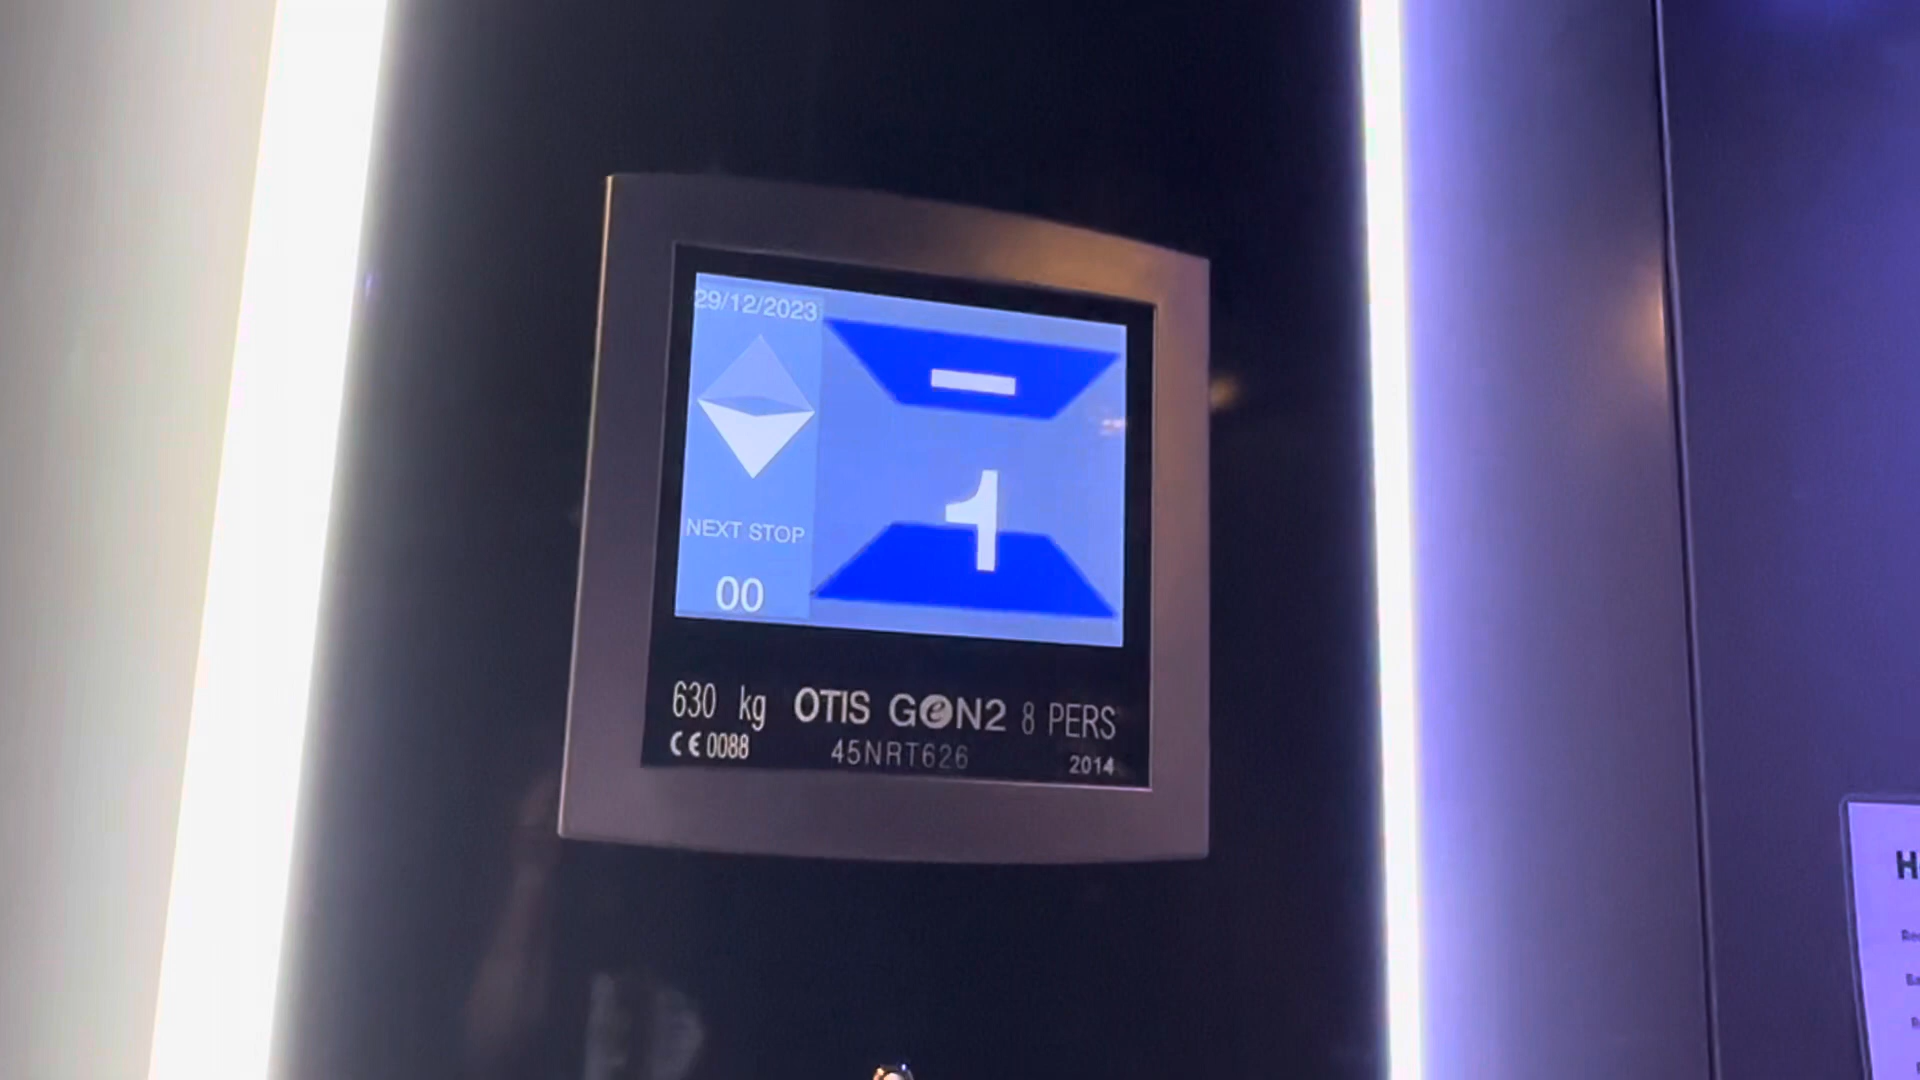 29/12/2023
-
1
NEXT STOP
00
630 kg OTIS GeN2 8 PERS
CE 0088 45NRT626 2014
H